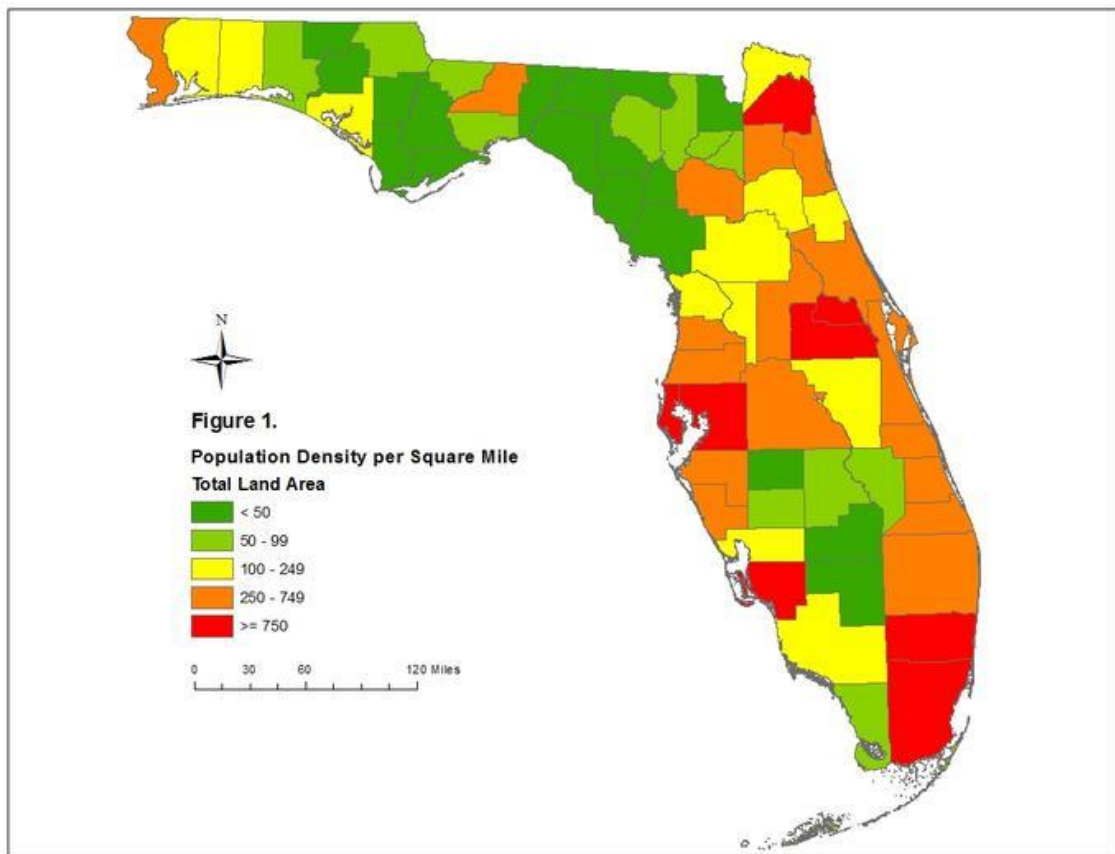 N
Figure 1.
Population Density per Square Mile
Total Land Area
< 50
50 - 99
100 - 249
250 - 749
>= 750
0 30 60 120 Miles